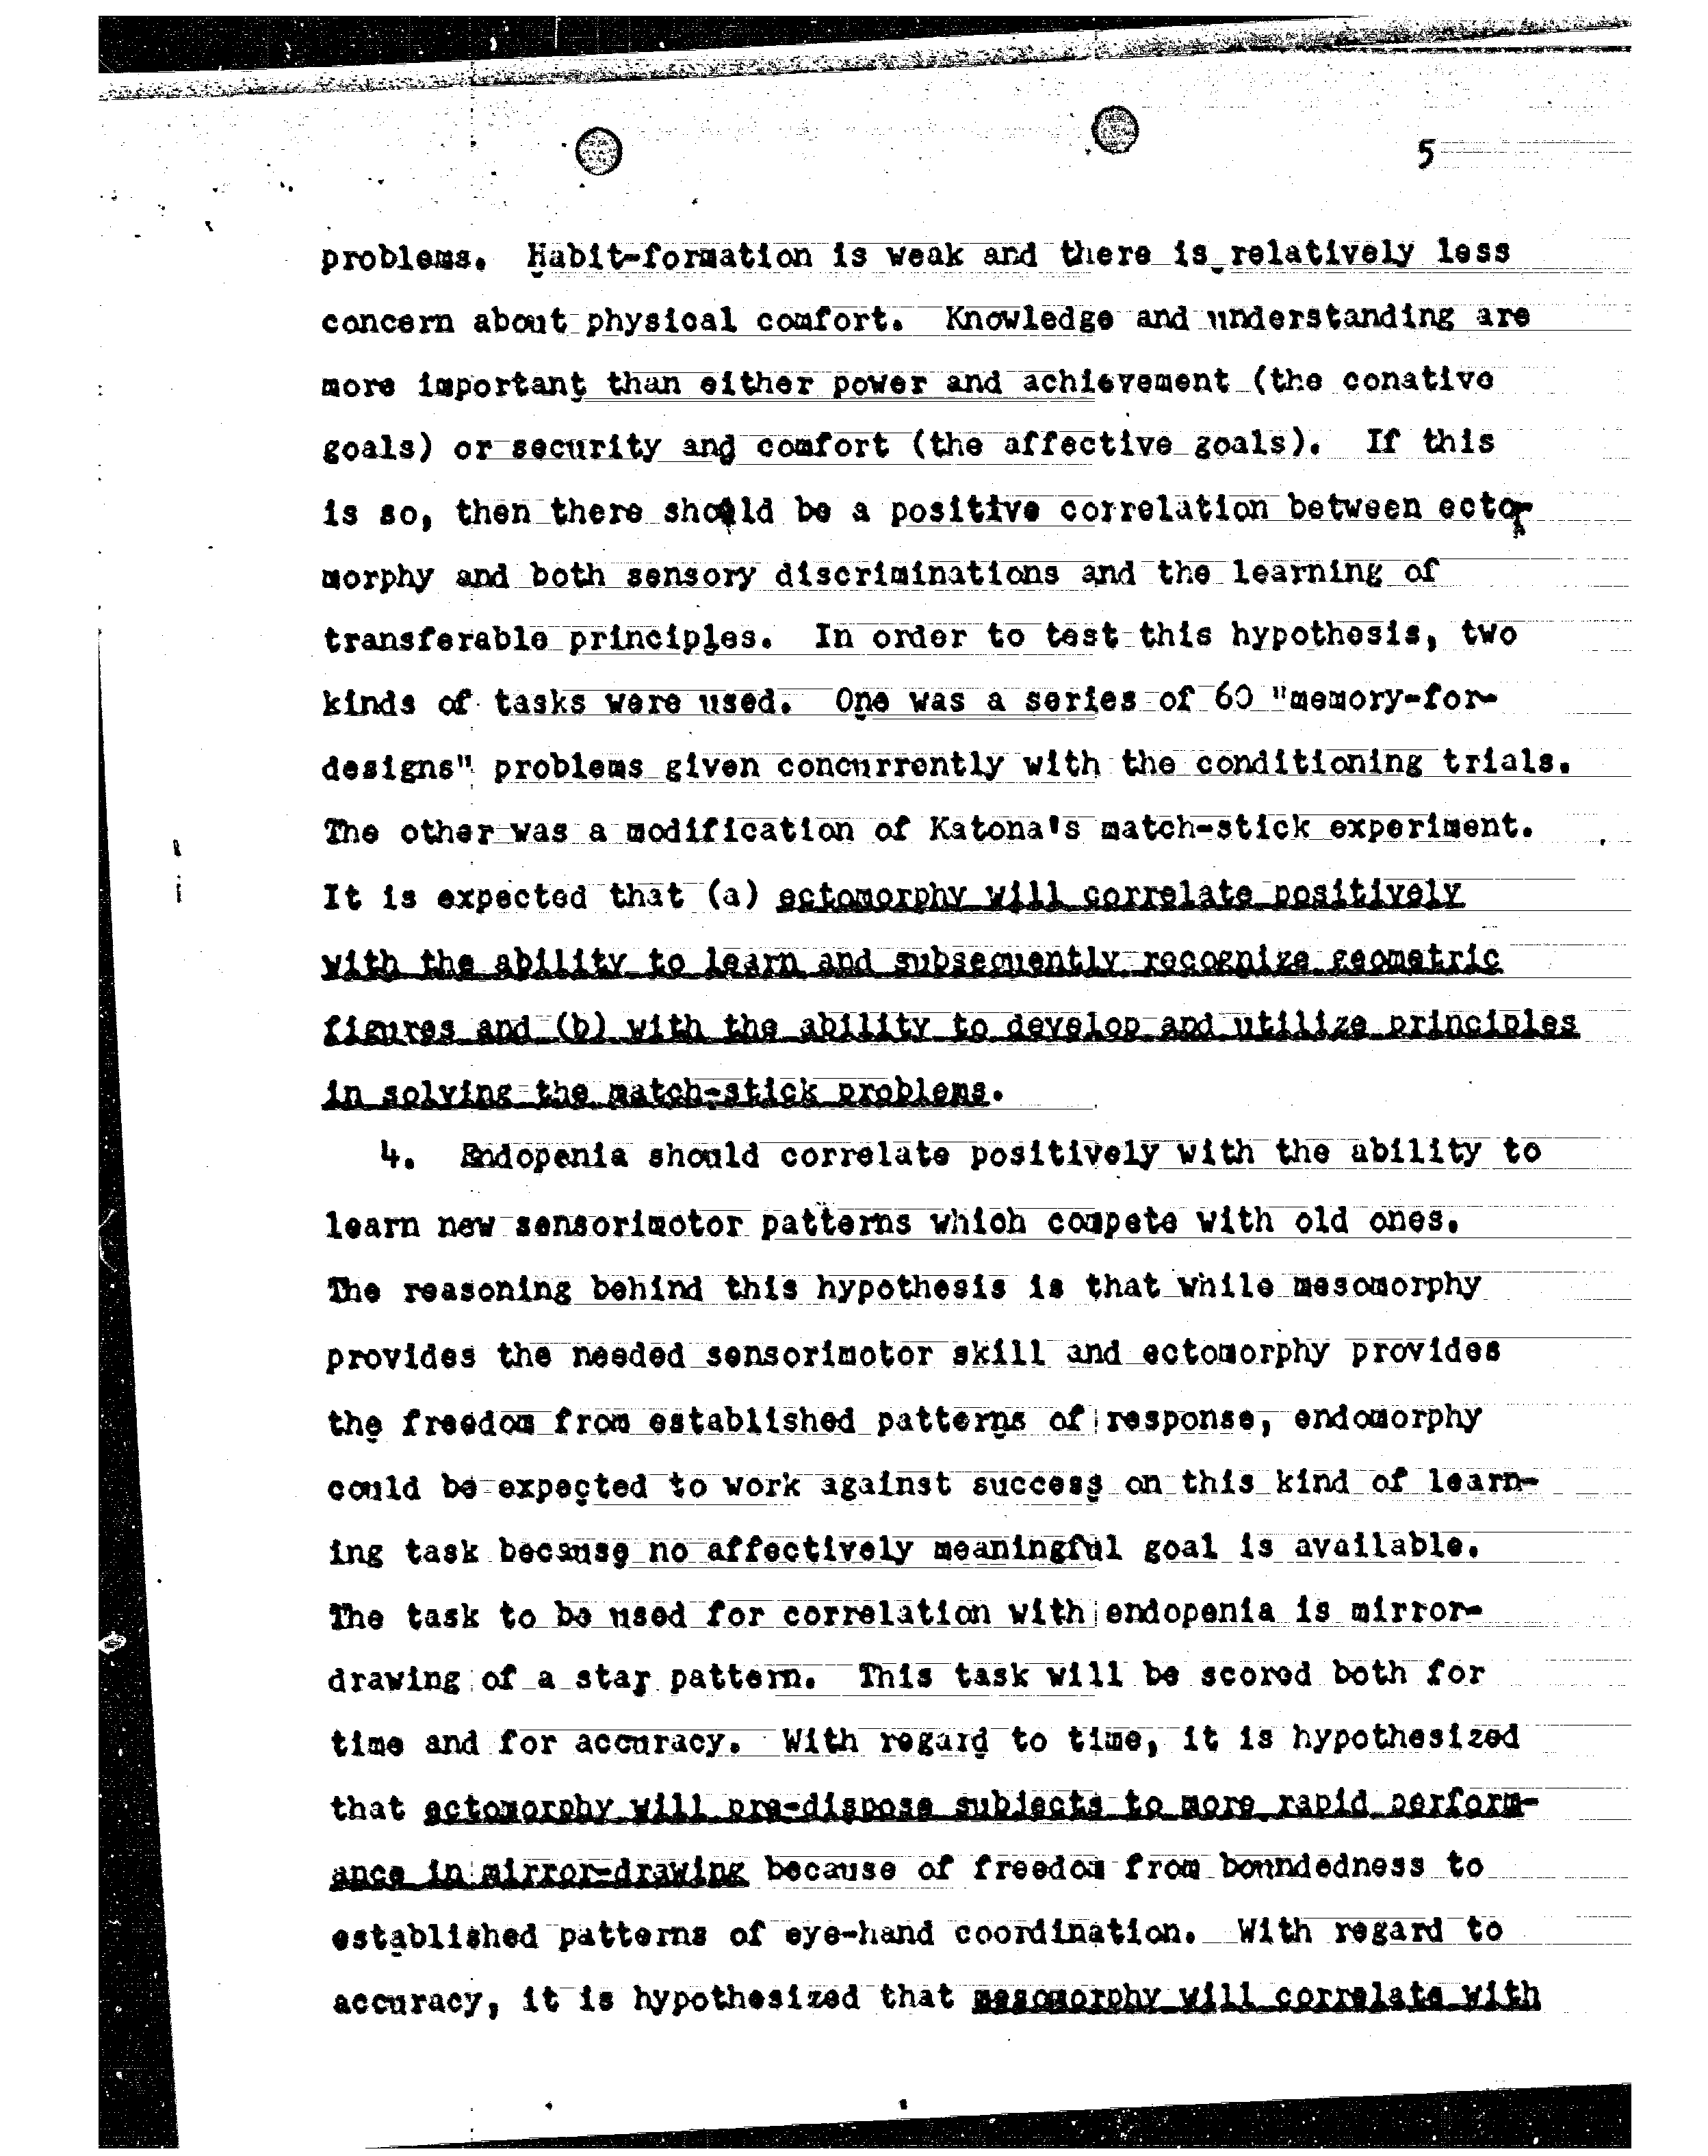 5
problems. Habit-formation is weak and there is relatively less
concern about physical comfort. Knowledge and understanding are
more important than either power and achievement (the conative
goals) or security and comfort (the affective goals). If this
is so, then there should be a positive correlation between ecto-
morphy and both sensory discriminations and the learning of
transferable principles. In order to test this hypothesis, two
kinds of tasks were used. One was a series of 60 "memory-for-
designs" problems given concurrently with the conditioning trials.
The other was a modification of Katona's match-stick experiment.
It is expected that (a) ectomorphy will correlate positively
with the ability to learn and subsequently recognize geometric
figures and (b) with the ability to develop and utilize principles
in solving the match-stick problems.
4. Endopenia should correlate positively with the ability to
learn new sensorimotor patterns which compete with old ones.
The reasoning behind this hypothesis is that while mesomorphy
provides the needed sensorimotor skill and ectomorphy provides
the freedom from established patterns of response, endomorphy
could be expected to work against success on this kind of learn-
ing task because no affectively meaningful goal is available.
The task to be used for correlation with endopenia is mirror-
drawing of a star pattern. This task will be scored both for
time and for accuracy. With regard to time, it is hypothesized
that ectomorphy will pre-dispose subjects to more rapid perform-
ance in mirror-drawing because of freedom from boundedness to
established patterns of eye-hand coordination. With regard to
accuracy, it is hypothesized that mesomorphy will correlate with